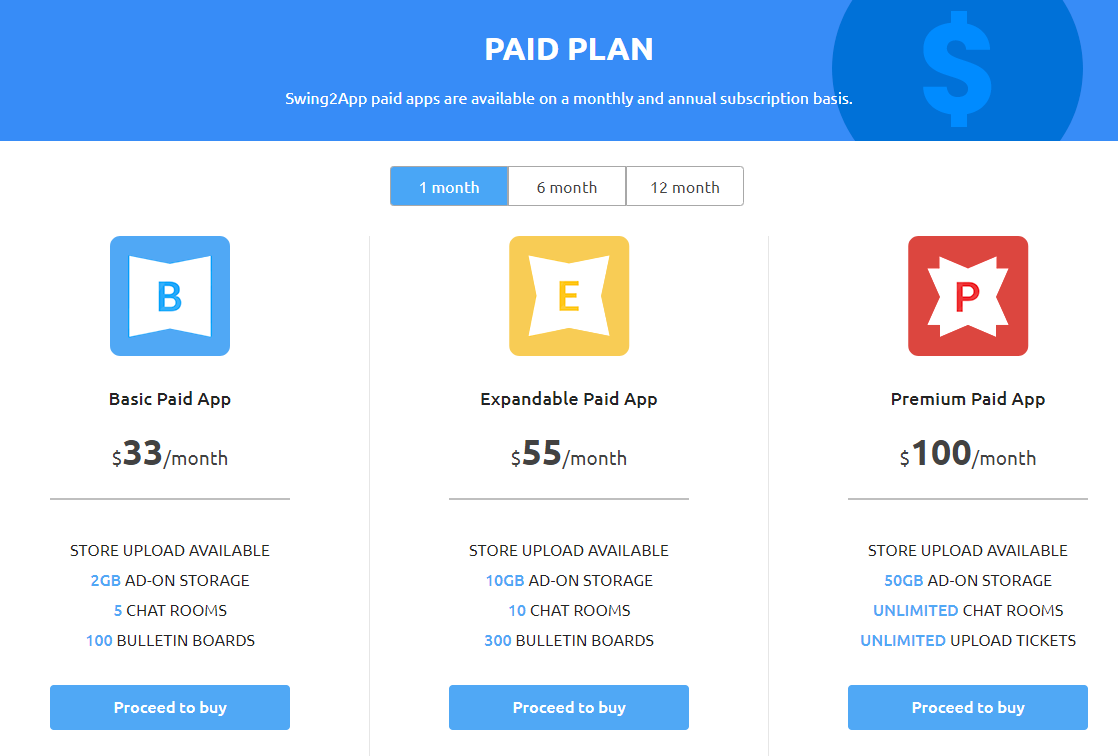 PAID PLAN
Swing2App paid apps are available on a monthly and annual subscription basis.
$
1 month
6 month
12 month
B
Basic Paid App
$33/month
STORE UPLOAD AVAILABLE
2GB AD-ON STORAGE
5 CHAT ROOMS
100 BULLETIN BOARDS
Proceed to buy
E
Expandable Paid App
$55/month
STORE UPLOAD AVAILABLE
10GB AD-ON STORAGE
10 CHAT ROOMS
300 BULLETIN BOARDS
Proceed to buy
P
Premium Paid App
$100/month
STORE UPLOAD AVAILABLE
50GB AD-ON STORAGE
UNLIMITED CHAT ROOMS
UNLIMITED UPLOAD TICKETS
Proceed to buy